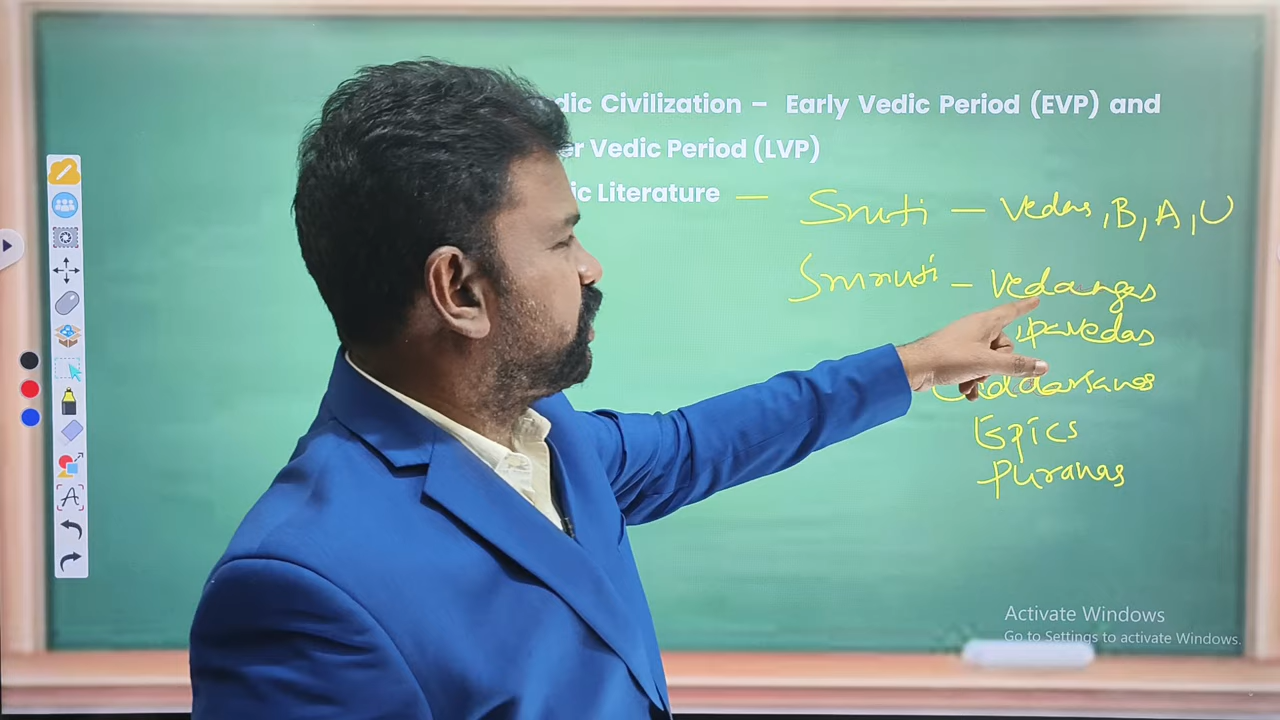 dic Civilization – Early Vedic Period (EVP) and
er Vedic Period (LVP)
ic Literature — Sruti — Vedas, B, A, U
Smruti — Vedangas
upavedas
Epics
Puranas
A
Activate Windows
Go to Settings to activate Windows.